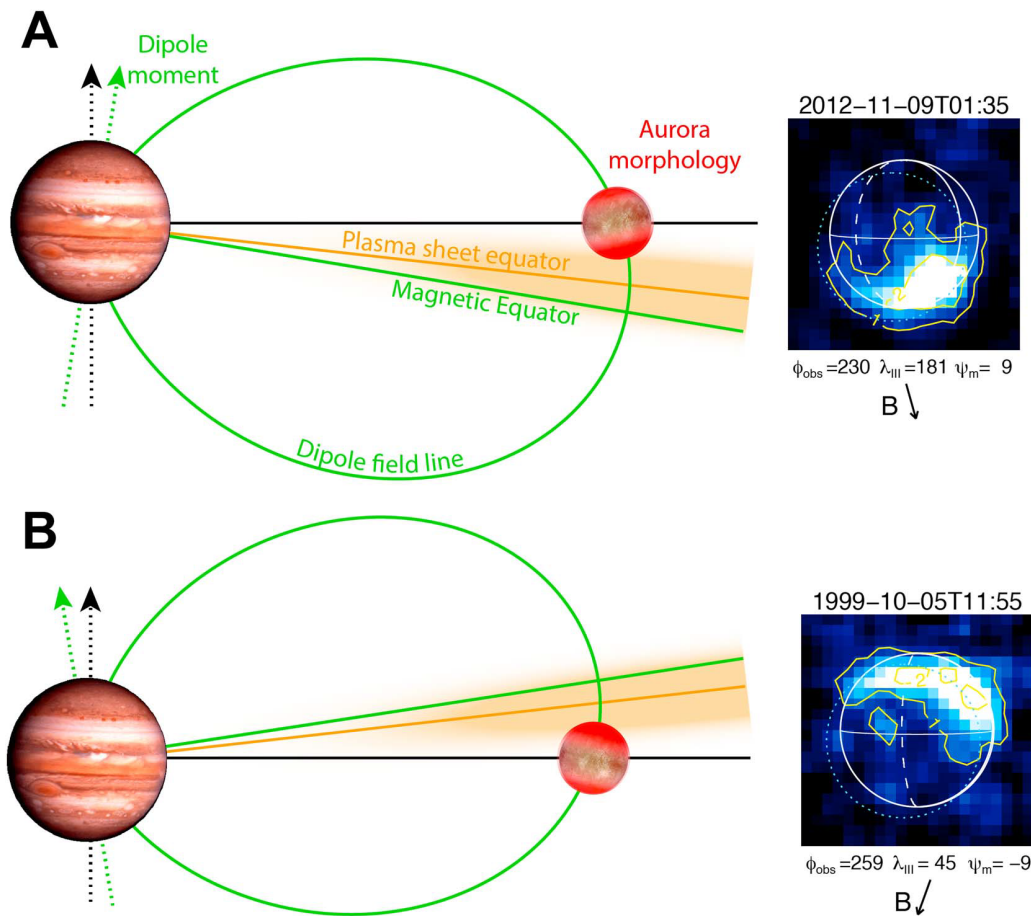 A
Dipole
moment
Aurora
morphology
Plasma sheet equator
Magnetic Equator
Dipole field line
2012-11-09T01:35
1
2
ϕobs =230 λIII =181 ψm= 9
B
B
1999-10-05T11:55
2
1
ϕobs =259 λIII = 45 ψm= -9
B